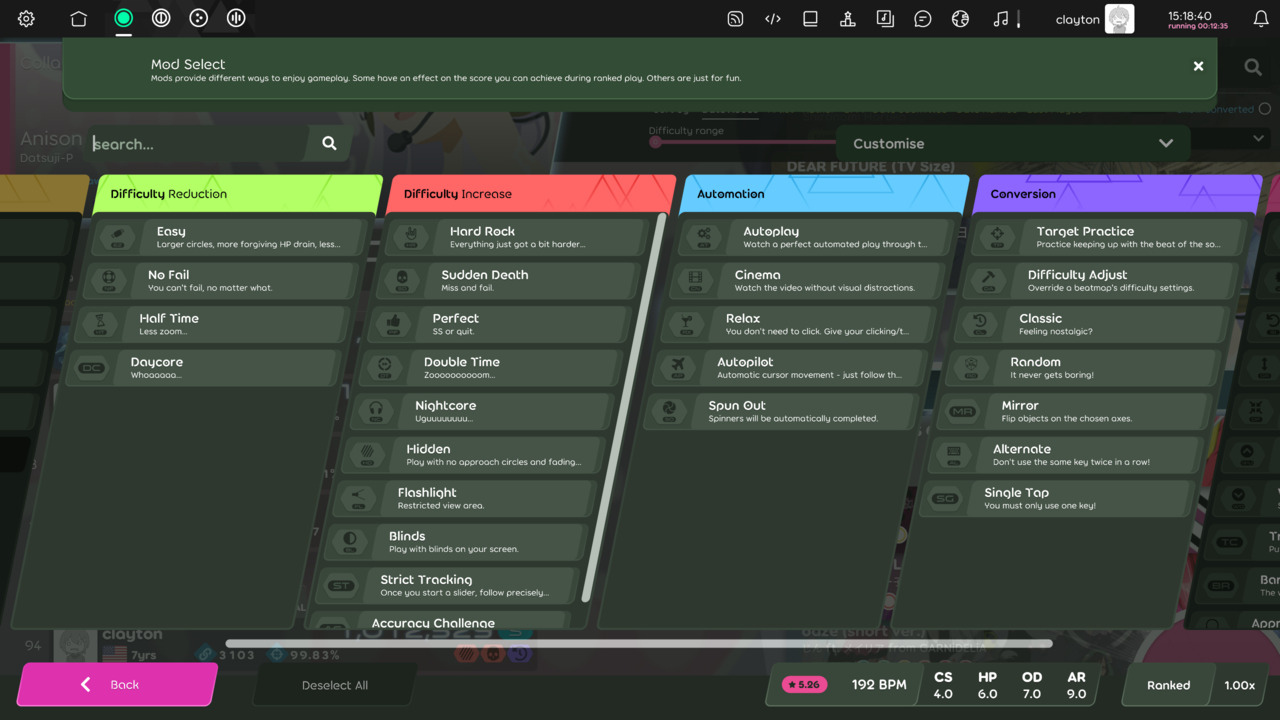 clayton
15:18:40
running 00:12:35
Mod Select
Mods provide different ways to enjoy gameplay. Some have an effect on the score you can achieve during ranked play. Others are just for fun.
Anison
Datsuji-P
search...
Difficulty range
Customise
DEAR FUTURE (TV Size)
Difficulty Reduction
Easy
Larger circles, more forgiving HP drain, less...
No Fail
You can't fail, no matter what.
Half Time
Less zoom...
DC
Daycore
Whoaaaaa...
Difficulty Increase
Hard Rock
Everything just got a bit harder...
Sudden Death
Miss and fail.
Perfect
SS or quit.
Double Time
Zoooooooooom...
Nightcore
Uguuuuuuuu...
Hidden
Play with no approach circles and fading...
Flashlight
Restricted view area.
Blinds
Play with blinds on your screen.
ST
Strict Tracking
Once you start a slider, follow precisely...
Accuracy Challenge
Automation
Autoplay
Watch a perfect automated play through t...
Cinema
Watch the video without visual distractions.
Relax
You don't need to click. Give your clicking/t...
Autopilot
Automatic cursor movement - just follow th...
Spun Out
Spinners will be automatically completed.
Conversion
Target Practice
Practice keeping up with the beat of the so...
Difficulty Adjust
Override a beatmap's difficulty settings.
Classic
Feeling nostalgic?
Random
It never gets boring!
MR
Mirror
Flip objects on the chosen axes.
Alternate
Don't use the same key twice in a row!
SG
Single Tap
You must only use one key!
TC
BR
94
clayton
7yrs
3103
99.83%
from GARNiDELiA
Back
Deselect All
5.26
192 BPM
CS
4.0
HP
6.0
OD
7.0
AR
9.0
Ranked
1.00x